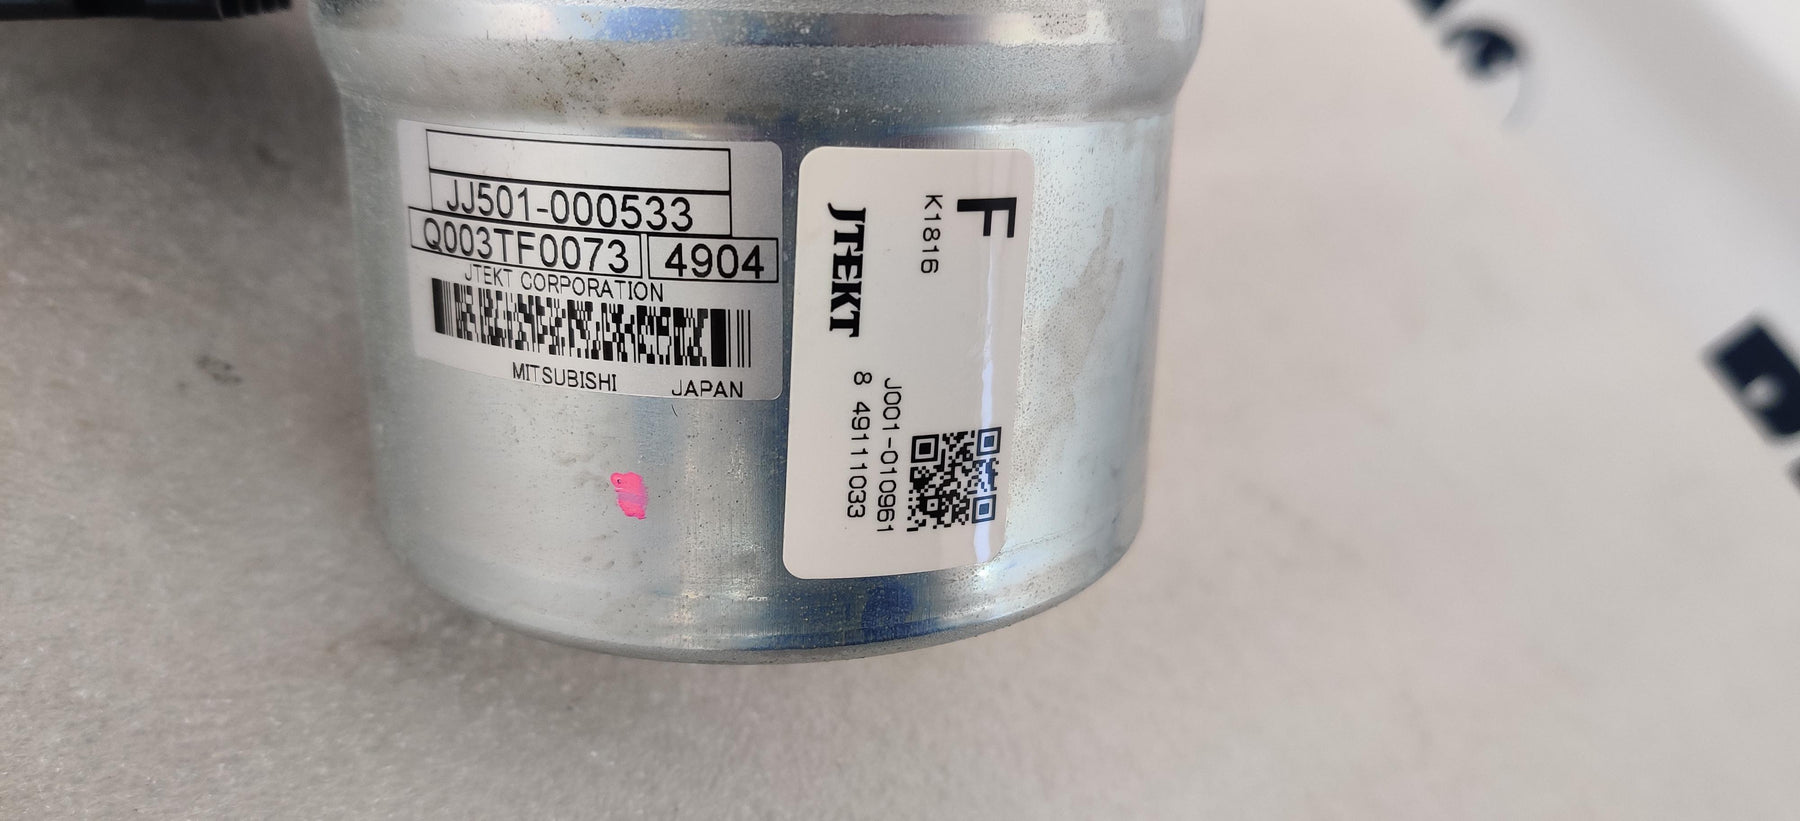 JJ501-000533
Q003TF0073 4904
JTEKT CORPORATION
MITSUBISHI JAPAN
F
K1816
JTEKT
J001-010961
8 49111033